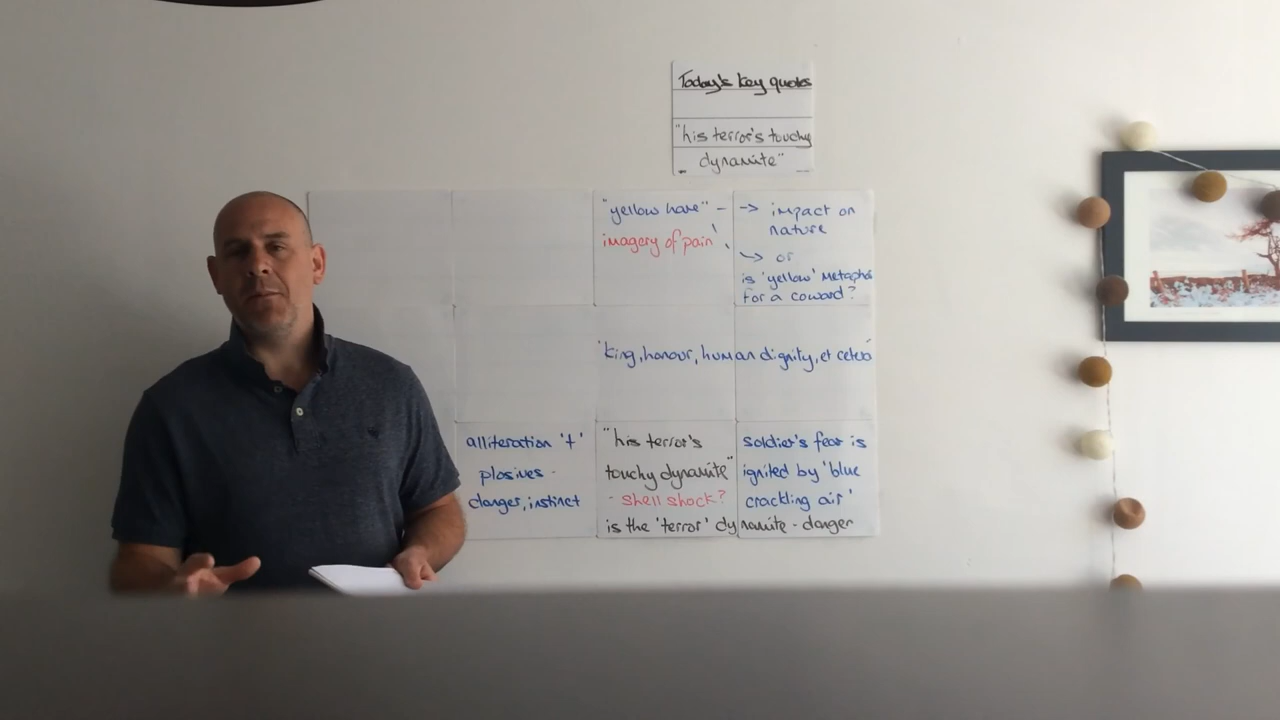 Today's key quotes
"his terror's touchy
dynamite"
"yellow hare" -
imagery of pain
-> impact on
nature
-> or
is 'yellow' metaphor
for a coward?
'king, honour, human dignity, et cetera'
alliteration 't'
plosives -
danger, instinct
"his terror's
touchy dynamite"
- shell shock?
is the 'terror' dynamite - danger
soldier's fear is
ignited by 'blue
crackling air'